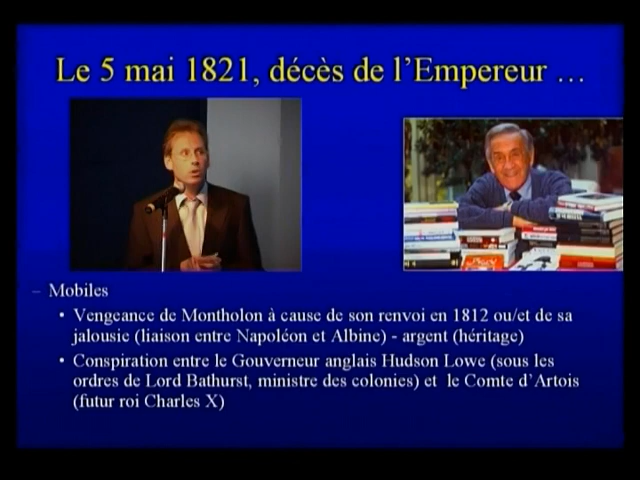 Le 5 mai 1821, décès de l'Empereur …
– Mobiles
• Vengeance de Montholon à cause de son renvoi en 1812 ou/et de sa
jalousie (liaison entre Napoléon et Albine) - argent (héritage)
• Conspiration entre le Gouverneur anglais Hudson Lowe (sous les
ordres de Lord Bathurst, ministre des colonies) et le Comte d'Artois
(futur roi Charles X)